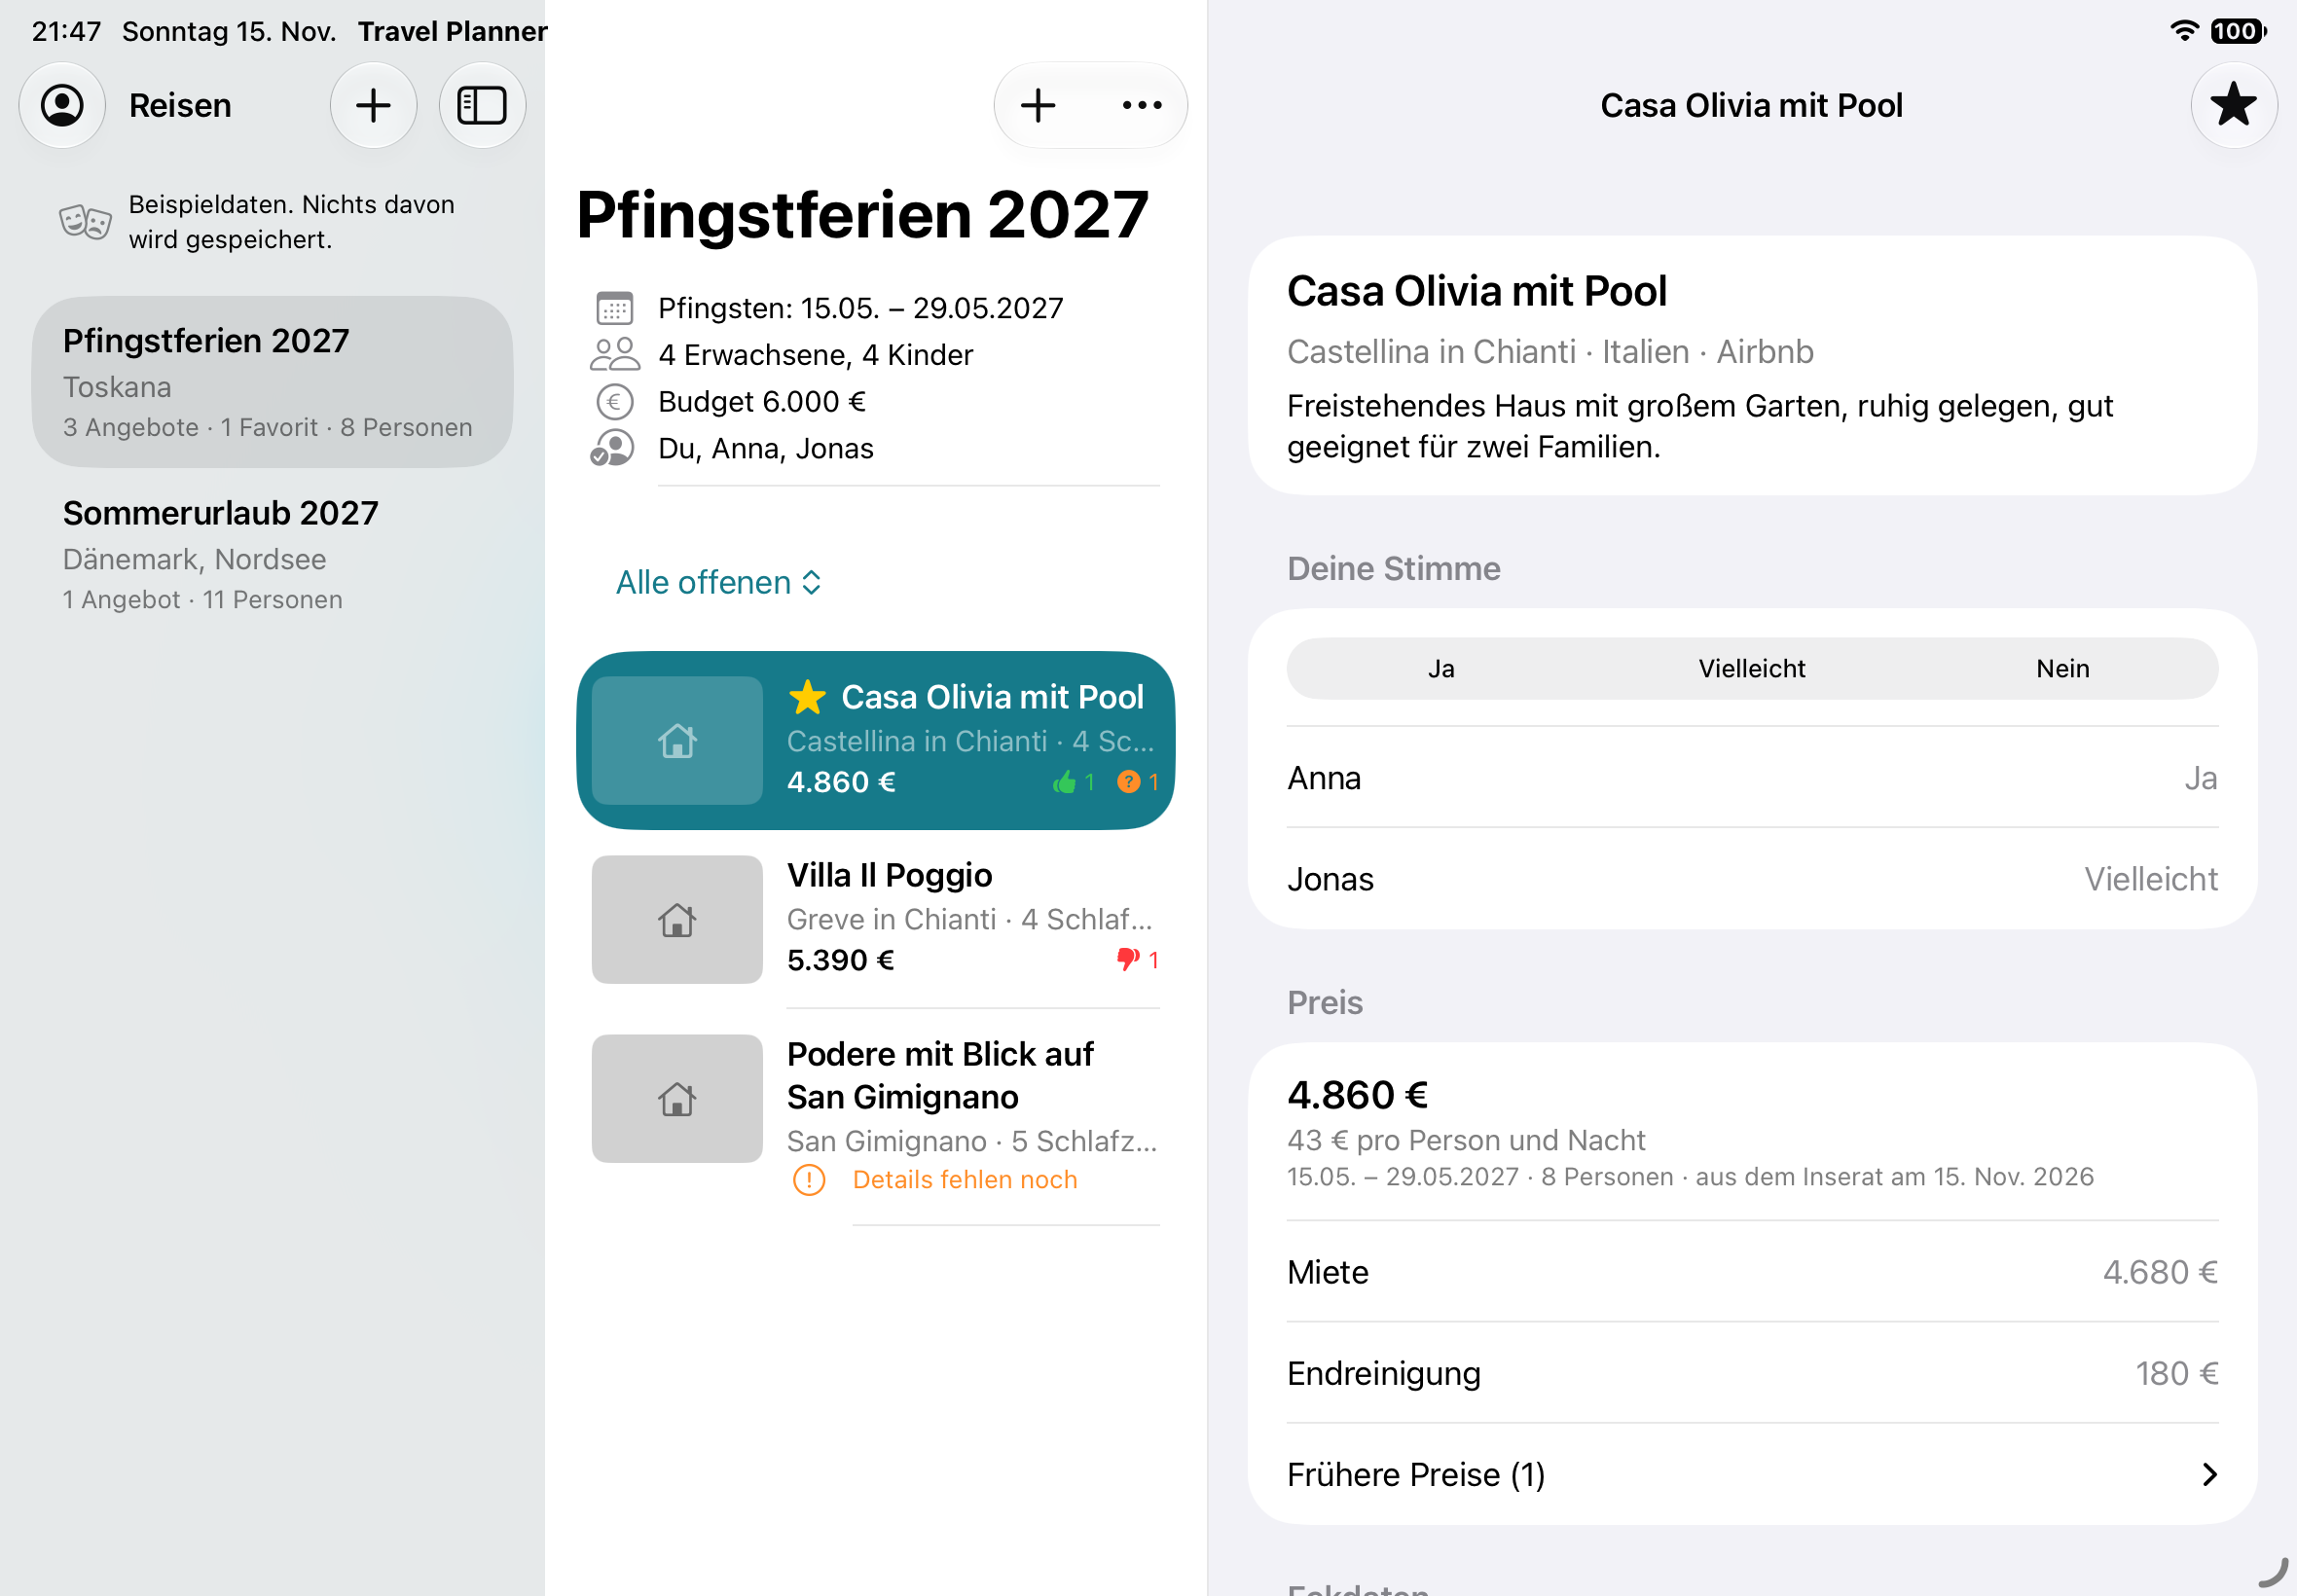 21:47 Sonntag 15. Nov. Travel Planner
100
Reisen
Beispieldaten. Nichts davon
wird gespeichert.
Pfingstferien 2027
Toskana
3 Angebote · 1 Favorit · 8 Personen
Sommerurlaub 2027
Dänemark, Nordsee
1 Angebot · 11 Personen
Pfingstferien 2027
Pfingsten: 15.05. – 29.05.2027
4 Erwachsene, 4 Kinder
€ Budget 6.000 €
Du, Anna, Jonas
Alle offenen
Casa Olivia mit Pool
Castellina in Chianti · 4 Sc…
4.860 € 1 ? 1
Villa Il Poggio
Greve in Chianti · 4 Schlaf…
5.390 € 1
Podere mit Blick auf
San Gimignano
San Gimignano · 5 Schlafz…
! Details fehlen noch
Casa Olivia mit Pool
Casa Olivia mit Pool
Castellina in Chianti · Italien · Airbnb
Freistehendes Haus mit großem Garten, ruhig gelegen, gut
geeignet für zwei Familien.
Deine Stimme
Ja Vielleicht Nein
Anna Ja
Jonas Vielleicht
Preis
4.860 €
43 € pro Person und Nacht
15.05. – 29.05.2027 · 8 Personen · aus dem Inserat am 15. Nov. 2026
Miete 4.680 €
Endreinigung 180 €
Frühere Preise (1)